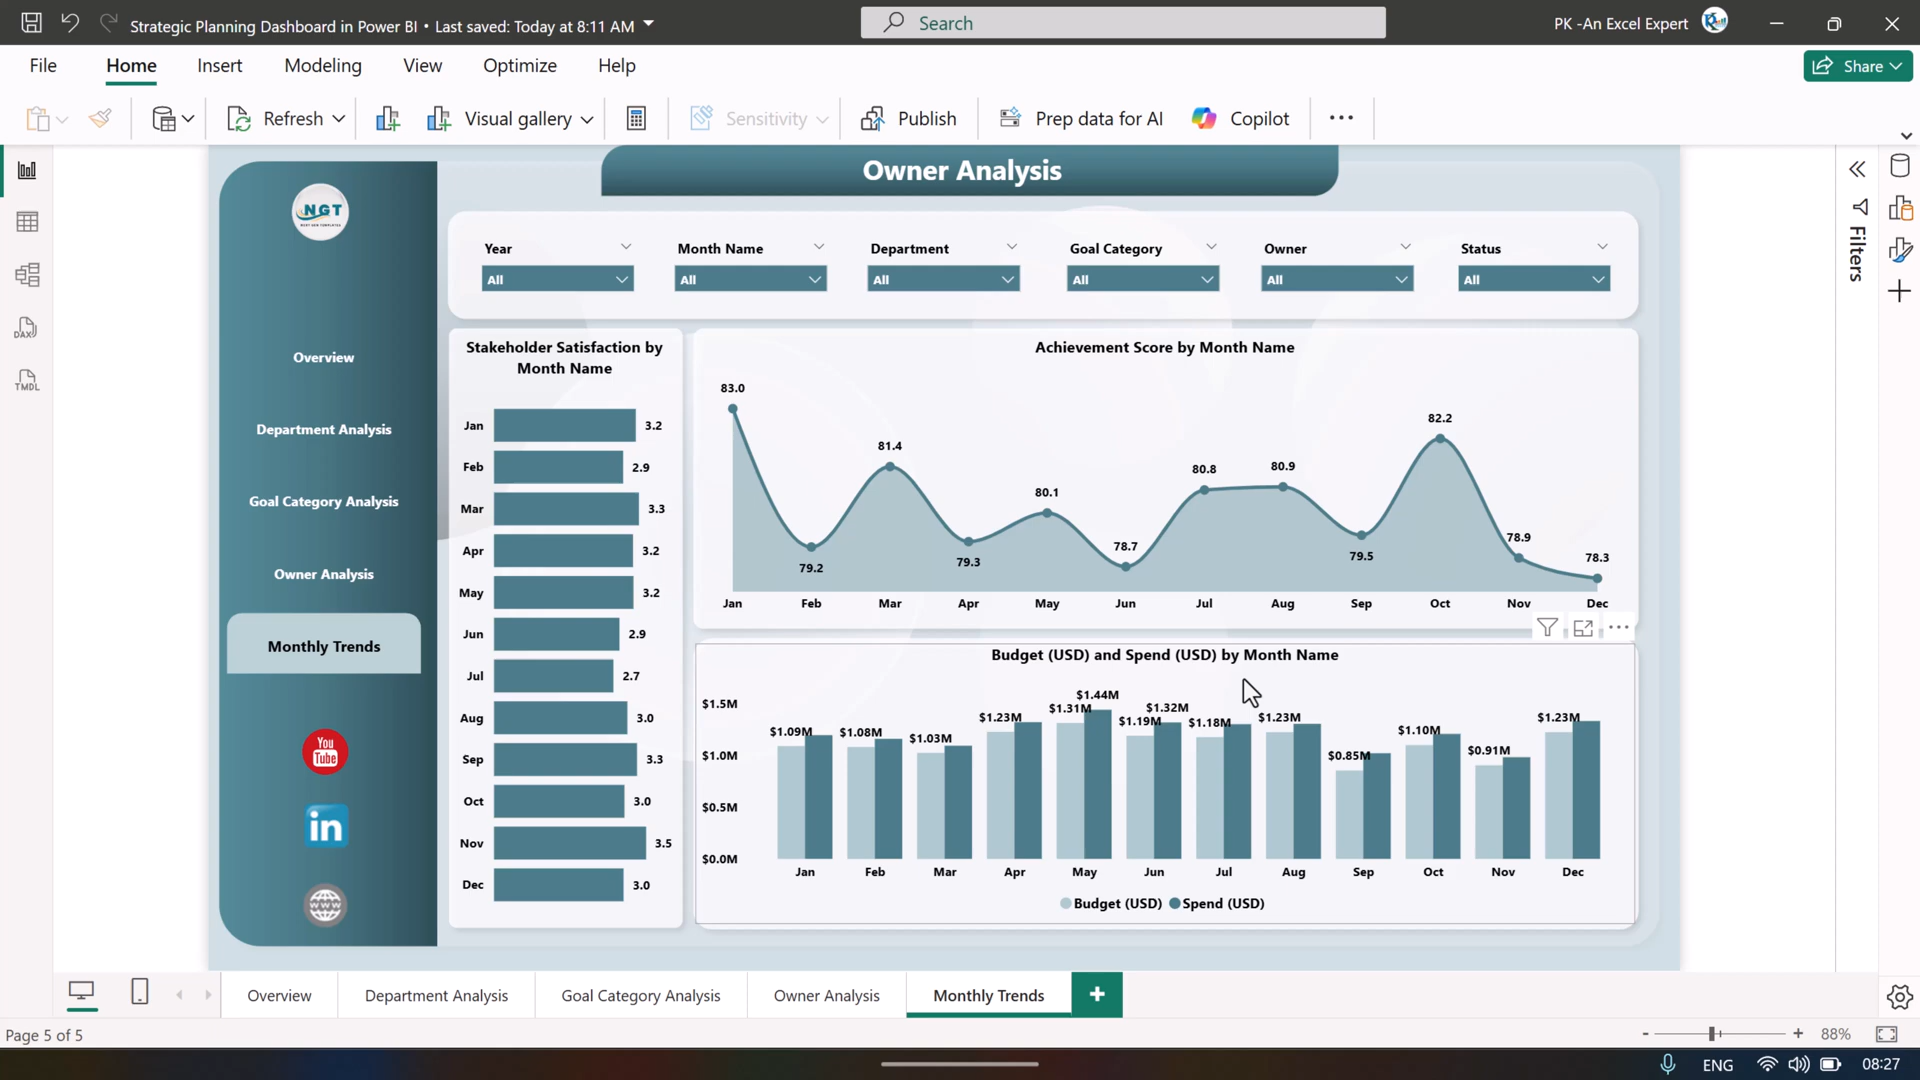 Strategic Planning Dashboard in Power BI • Last saved: Today at 8:11 AM
Search
PK -An Excel Expert
File
Home
Insert
Modeling
View
Optimize
Help
Share
Refresh
Visual gallery
Sensitivity
Publish
Prep data for AI
Copilot
Owner Analysis
NGT
Year
Month Name
Department
Goal Category
Owner
Status
All
All
All
All
All
All
Filters
DAX
TMDL
Overview
Department Analysis
Goal Category Analysis
Owner Analysis
Monthly Trends
You
Tube
in
WWW
Stakeholder Satisfaction by
Month Name
Jan 3.2
Feb 2.9
Mar 3.3
Apr 3.2
May 3.2
Jun 2.9
Jul 2.7
Aug 3.0
Sep 3.3
Oct 3.0
Nov 3.5
Dec 3.0
Achievement Score by Month Name
83.0
79.2
81.4
79.3
80.1
78.7
80.8
80.9
79.5
82.2
78.9
78.3
Jan Feb Mar Apr May Jun Jul Aug Sep Oct Nov Dec
Budget (USD) and Spend (USD) by Month Name
$1.5M
$1.0M
$0.5M
$0.0M
$1.09M
$1.08M
$1.03M
$1.23M
$1.31M
$1.44M
$1.19M
$1.32M
$1.18M
$1.23M
$0.85M
$1.10M
$0.91M
$1.23M
Jan Feb Mar Apr May Jun Jul Aug Sep Oct Nov Dec
Budget (USD) Spend (USD)
Overview
Department Analysis
Goal Category Analysis
Owner Analysis
Monthly Trends
Page 5 of 5
88%
ENG
08:27